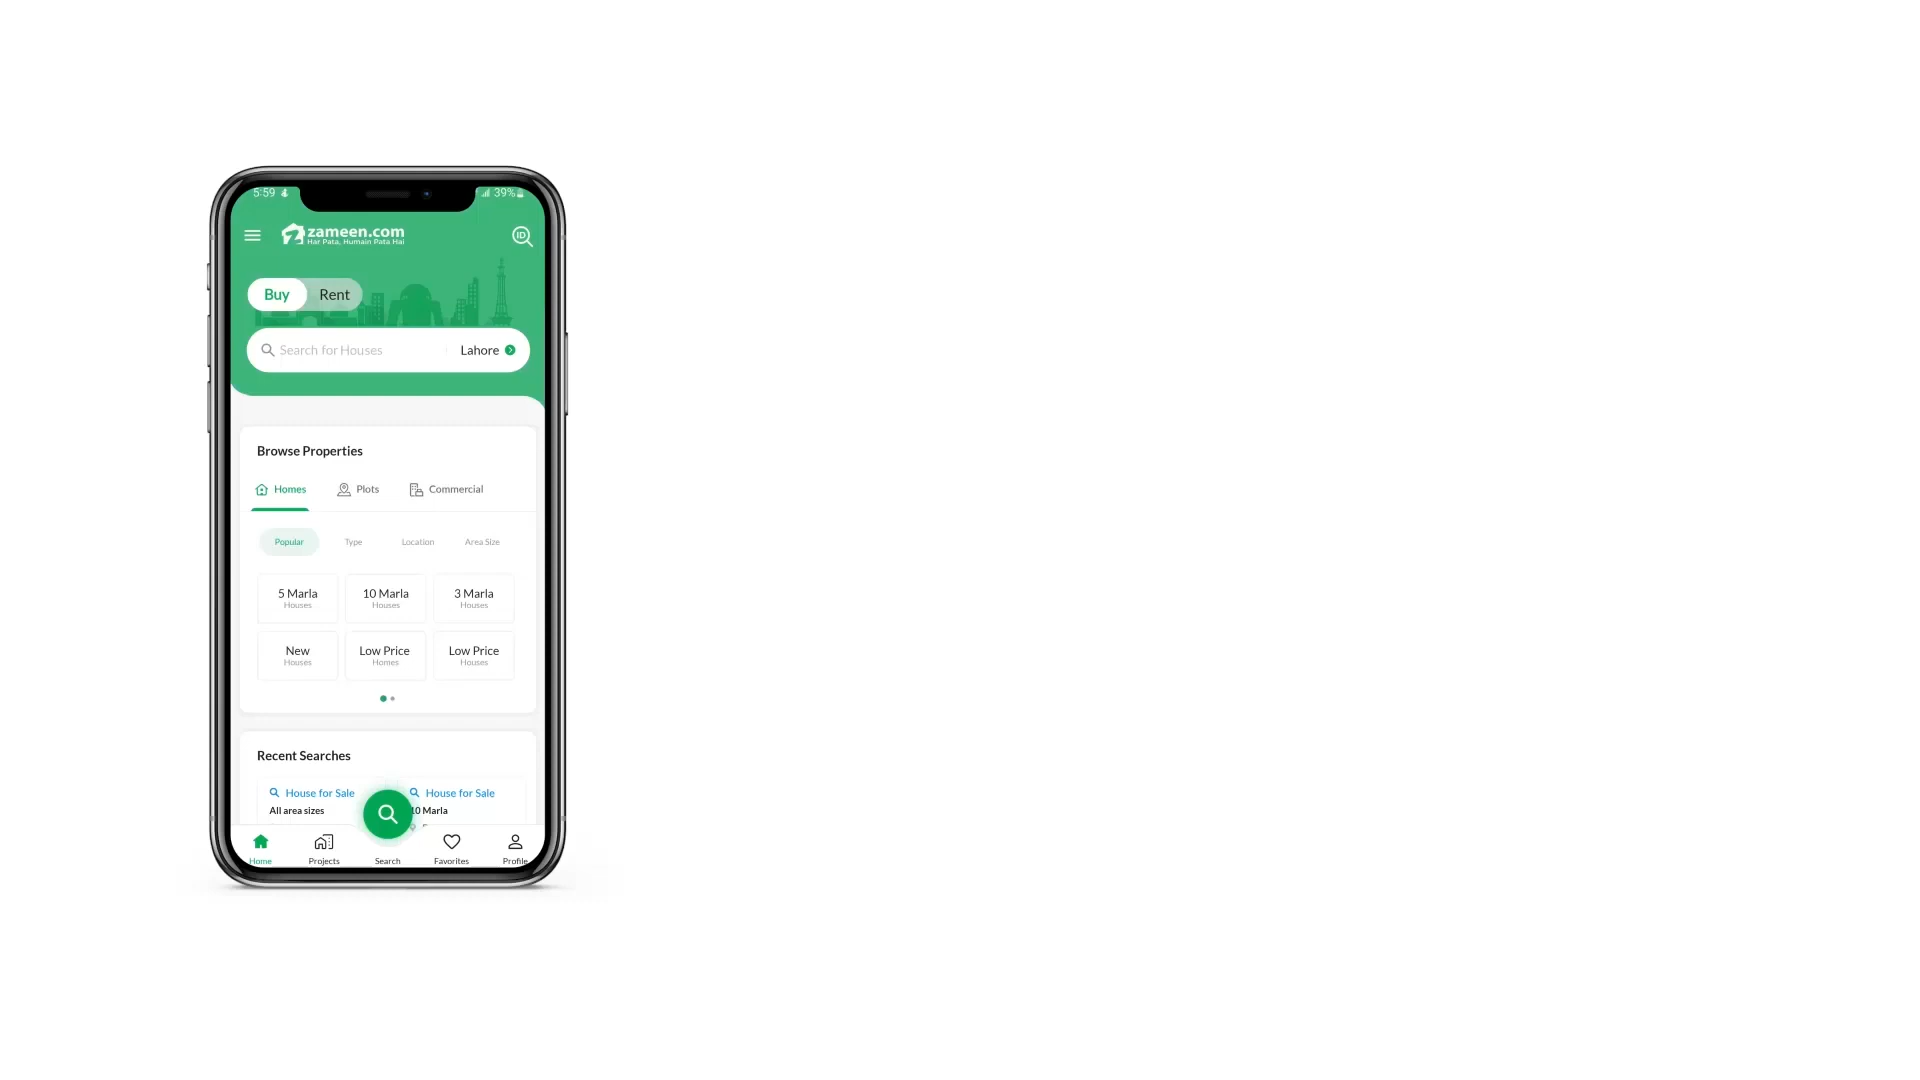 5:59
39%
zameen.com
Har Pata, Humain Pata Hai
ID
Buy
Rent
Search for Houses
Lahore
Browse Properties
Homes
Plots
Commercial
Popular
Type
Location
Area Size
5 Marla
Houses
10 Marla
Houses
3 Marla
Houses
New
Houses
Low Price
Homes
Low Price
Houses
Recent Searches
House for Sale
All area sizes
House for Sale
10 Marla
Home
Projects
Search
Favorites
Profile